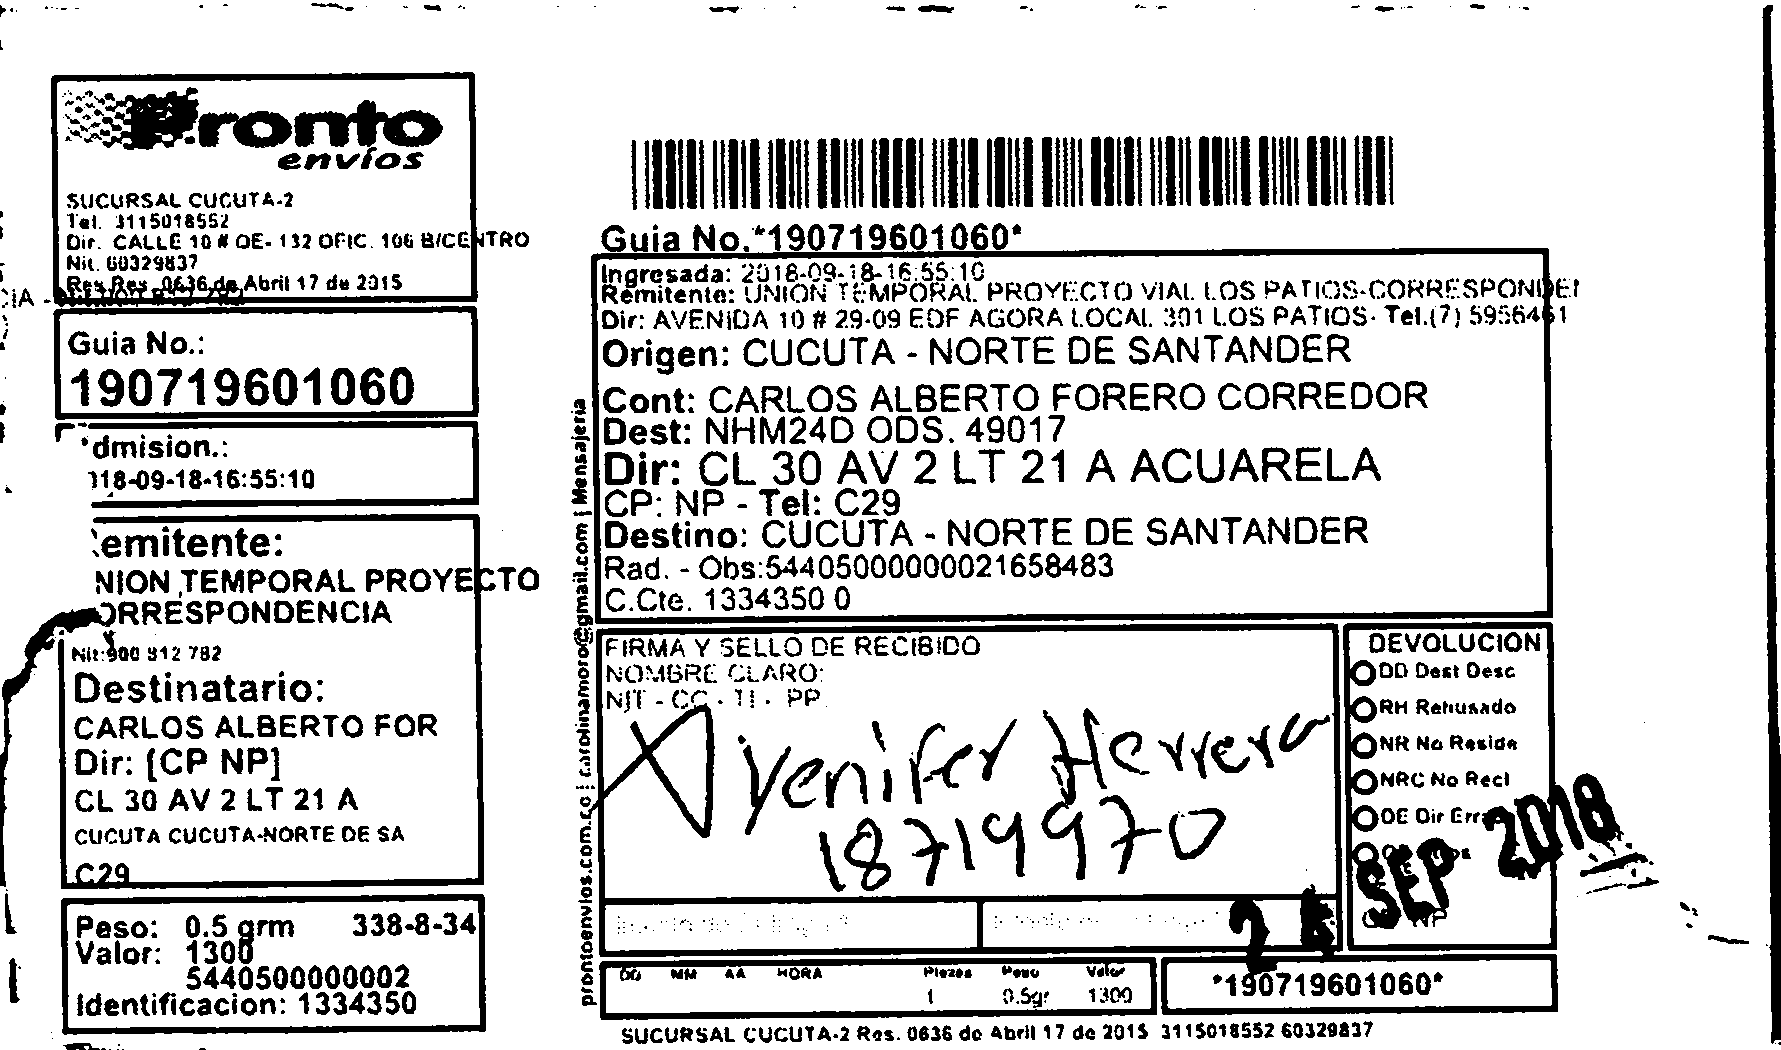 Pronto
envíos
SUCURSAL CUCUTA-2
Tel. 3115018552
Dir. CALLE 10 # OE- 132 OFIC. 106 B/CENTRO
Nit. 60329837
Res Res. 0636 de Abril 17 de 2015
CIA -
Guia No.:
190719601060
dmision.:
018-09-18-16:55:10
emitente:
NION TEMPORAL PROYECTO
ORRESPONDENCIA
Nit:900 812 782
Destinatario:
CARLOS ALBERTO FOR
Dir: [CP NP]
CL 30 AV 2 LT 21 A
CUCUTA CUCUTA-NORTE DE SA
C29
Peso: 0.5 grm 338-8-34
Valor: 1300
5440500000002
Identificacion: 1334350
prontoenvios.com.co | carolinamoro@gmail.com | Mensajeria
Guia No.*190719601060*
Ingresada: 2018-09-18-16:55:10
Remitente: UNION TEMPORAL PROYECTO VIAL LOS PATIOS-CORRESPONDEN
Dir: AVENIDA 10 # 29-09 EDF AGORA LOCAL 301 LOS PATIOS- Tel.(7) 5956461
Origen: CUCUTA - NORTE DE SANTANDER
Cont: CARLOS ALBERTO FORERO CORREDOR
Dest: NHM24D ODS. 49017
Dir: CL 30 AV 2 LT 21 A ACUARELA
CP: NP - Tel: C29
Destino: CUCUTA - NORTE DE SANTANDER
Rad. - Obs:54405000000021658483
C.Cte. 1334350 0
FIRMA Y SELLO DE RECIBIDO
NOMBRE CLARO:
NIT - CC - TI - PP
Yenifer Herrera
18719970
DEVOLUCION
DD Dest Desc
RH Rehusado
NR No Reside
NRC No Recl
DE Dir Erra
NP
24 SEP 2018
DD MM AA HORA Piezas Peso Valor
1 0.5gr 1300
*190719601060*
SUCURSAL CUCUTA-2 Res. 0636 de Abril 17 de 2015 3115018552 60329837